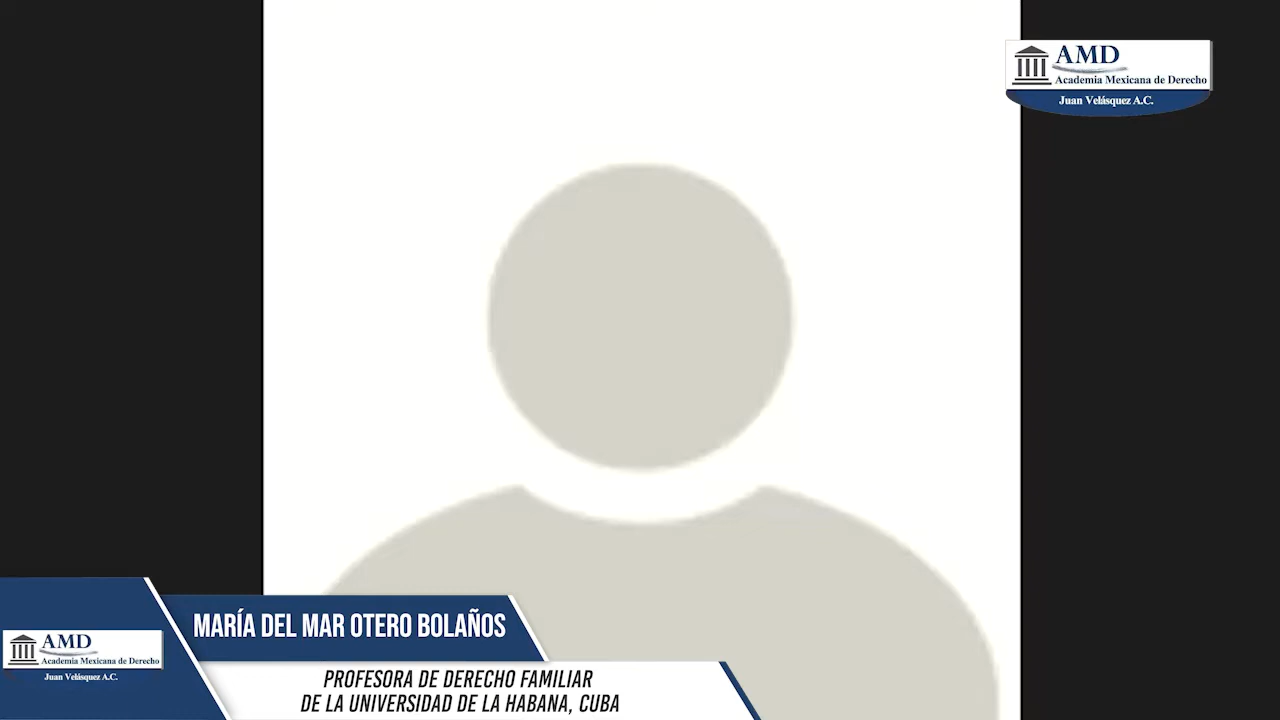 AMD
Academia Mexicana de Derecho
Juan Velásquez A.C.
MARÍA DEL MAR OTERO BOLAÑOS
AMD
Academia Mexicana de Derecho
Juan Velásquez A.C.
PROFESORA DE DERECHO FAMILIAR
DE LA UNIVERSIDAD DE LA HABANA, CUBA